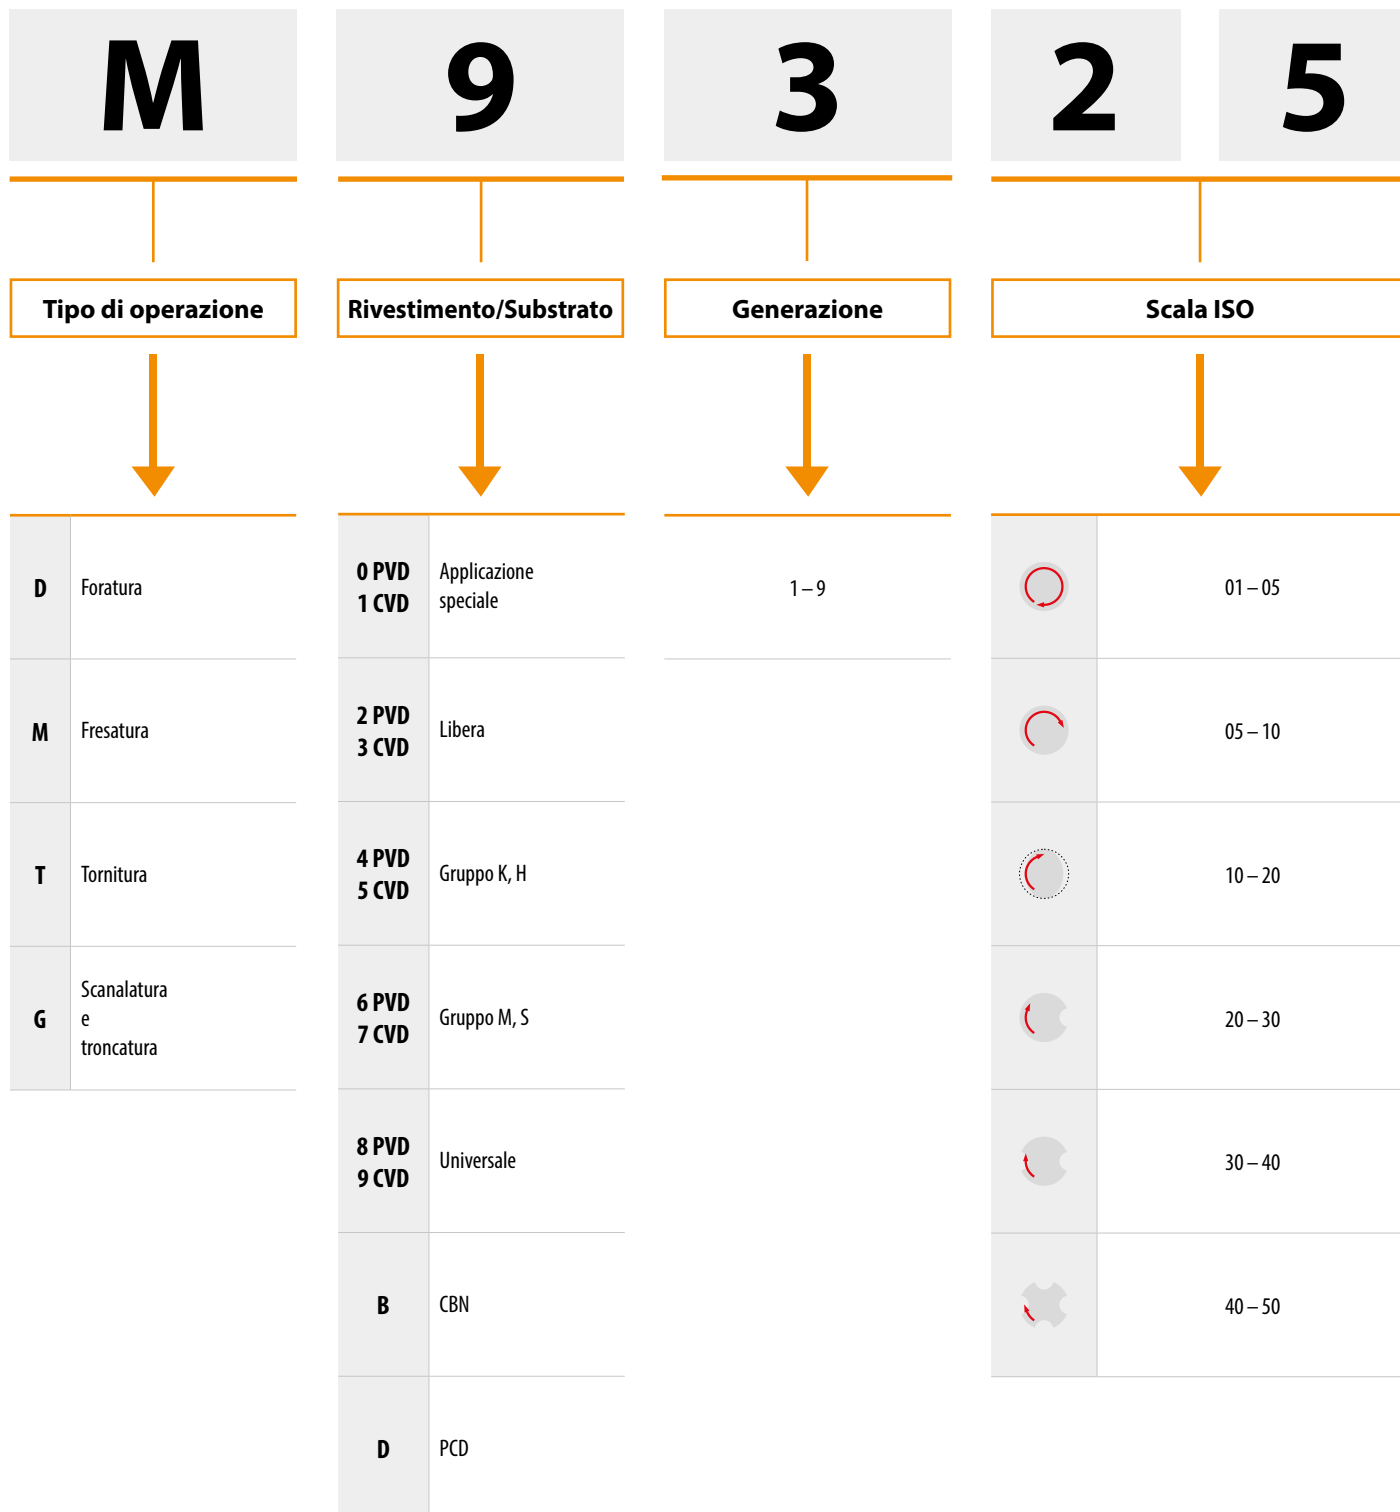 M 9 3 2 5
Tipo di operazione
Rivestimento/Substrato
Generazione
Scala ISO
D Foratura
M Fresatura
T Tornitura
G Scanalatura
e
troncatura
0 PVD
1 CVD
Applicazione
speciale
2 PVD
3 CVD
Libera
4 PVD
5 CVD
Gruppo K, H
6 PVD
7 CVD
Gruppo M, S
8 PVD
9 CVD
Universale
B CBN
D PCD
1 – 9
01 – 05
05 – 10
10 – 20
20 – 30
30 – 40
40 – 50